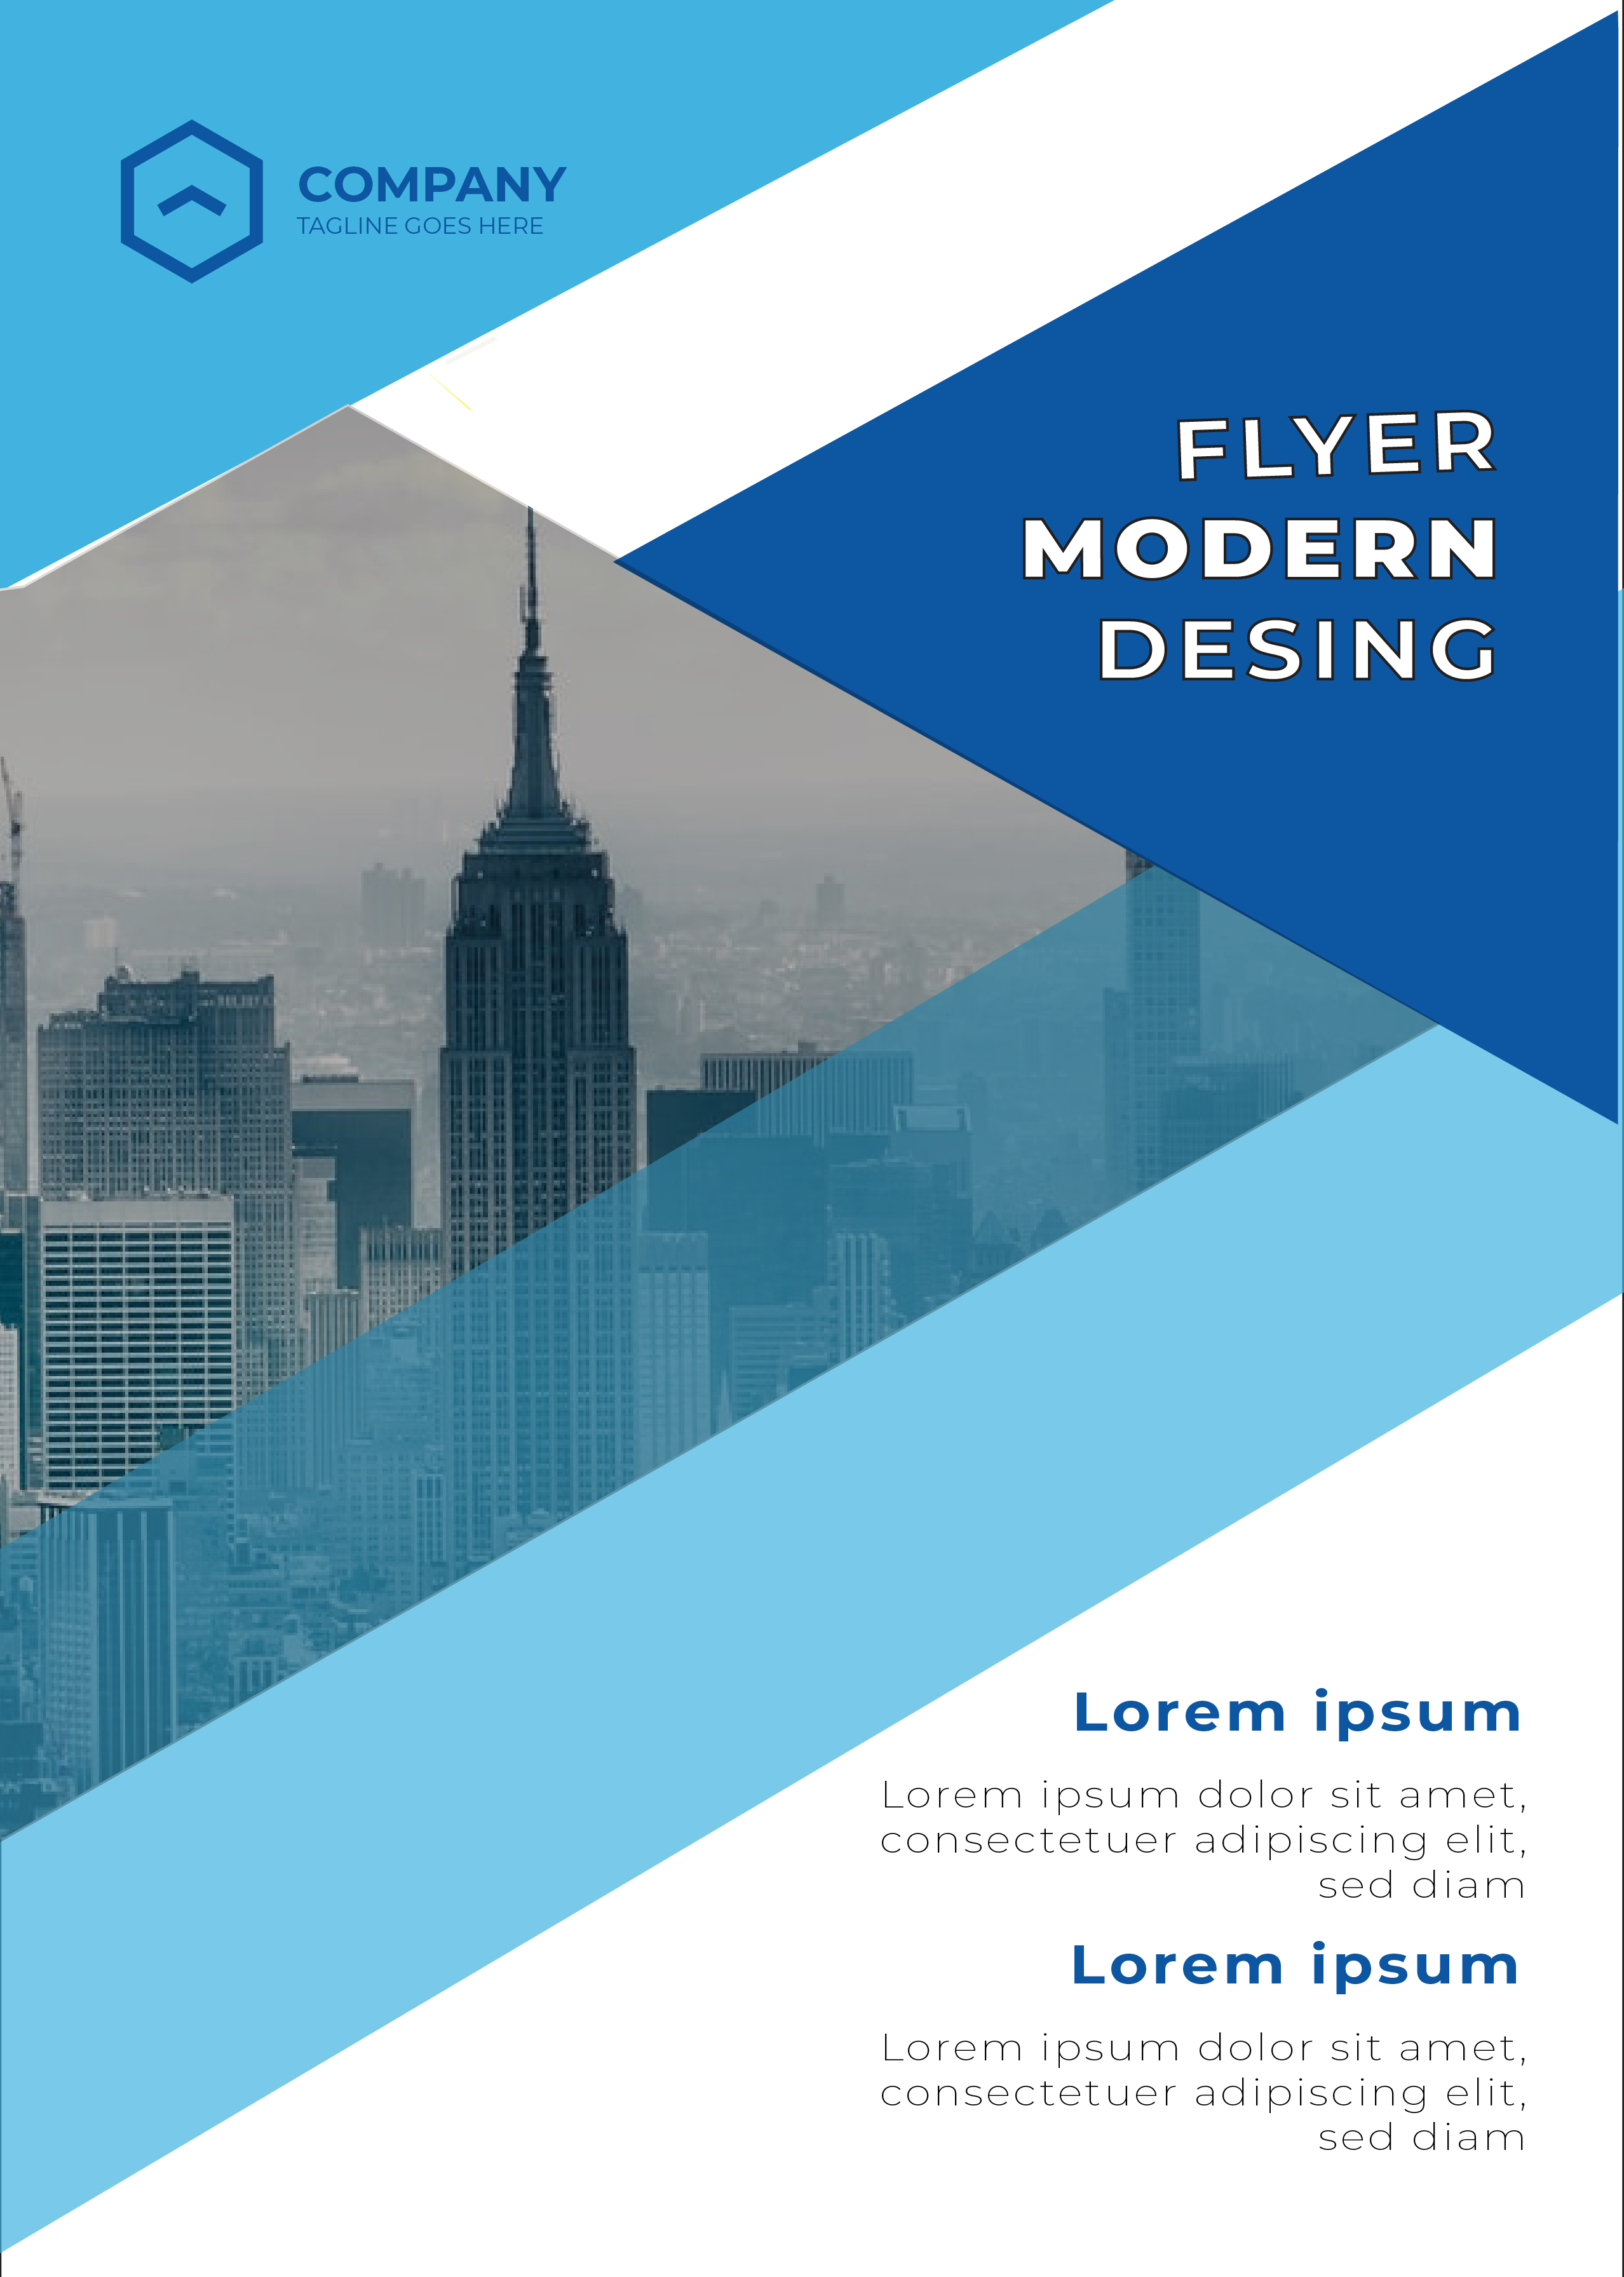 COMPANY
TAGLINE GOES HERE
FLYER
MODERN
DESING
Lorem ipsum
Lorem ipsum dolor sit amet,
consectetuer adipiscing elit,
sed diam
Lorem ipsum
Lorem ipsum dolor sit amet,
consectetuer adipiscing elit,
sed diam